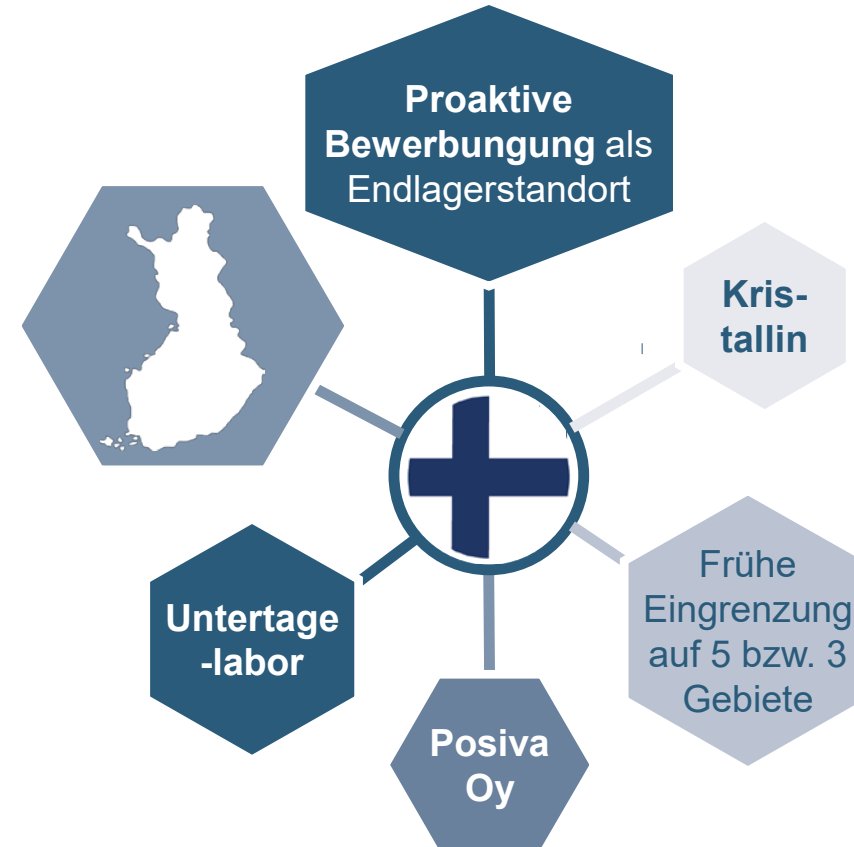 Proaktive
Bewerbungung als
Endlagerstandort
Kris-
tallin
Frühe
Eingrenzung
auf 5 bzw. 3
Gebiete
Untertage
-labor
Posiva
Oy